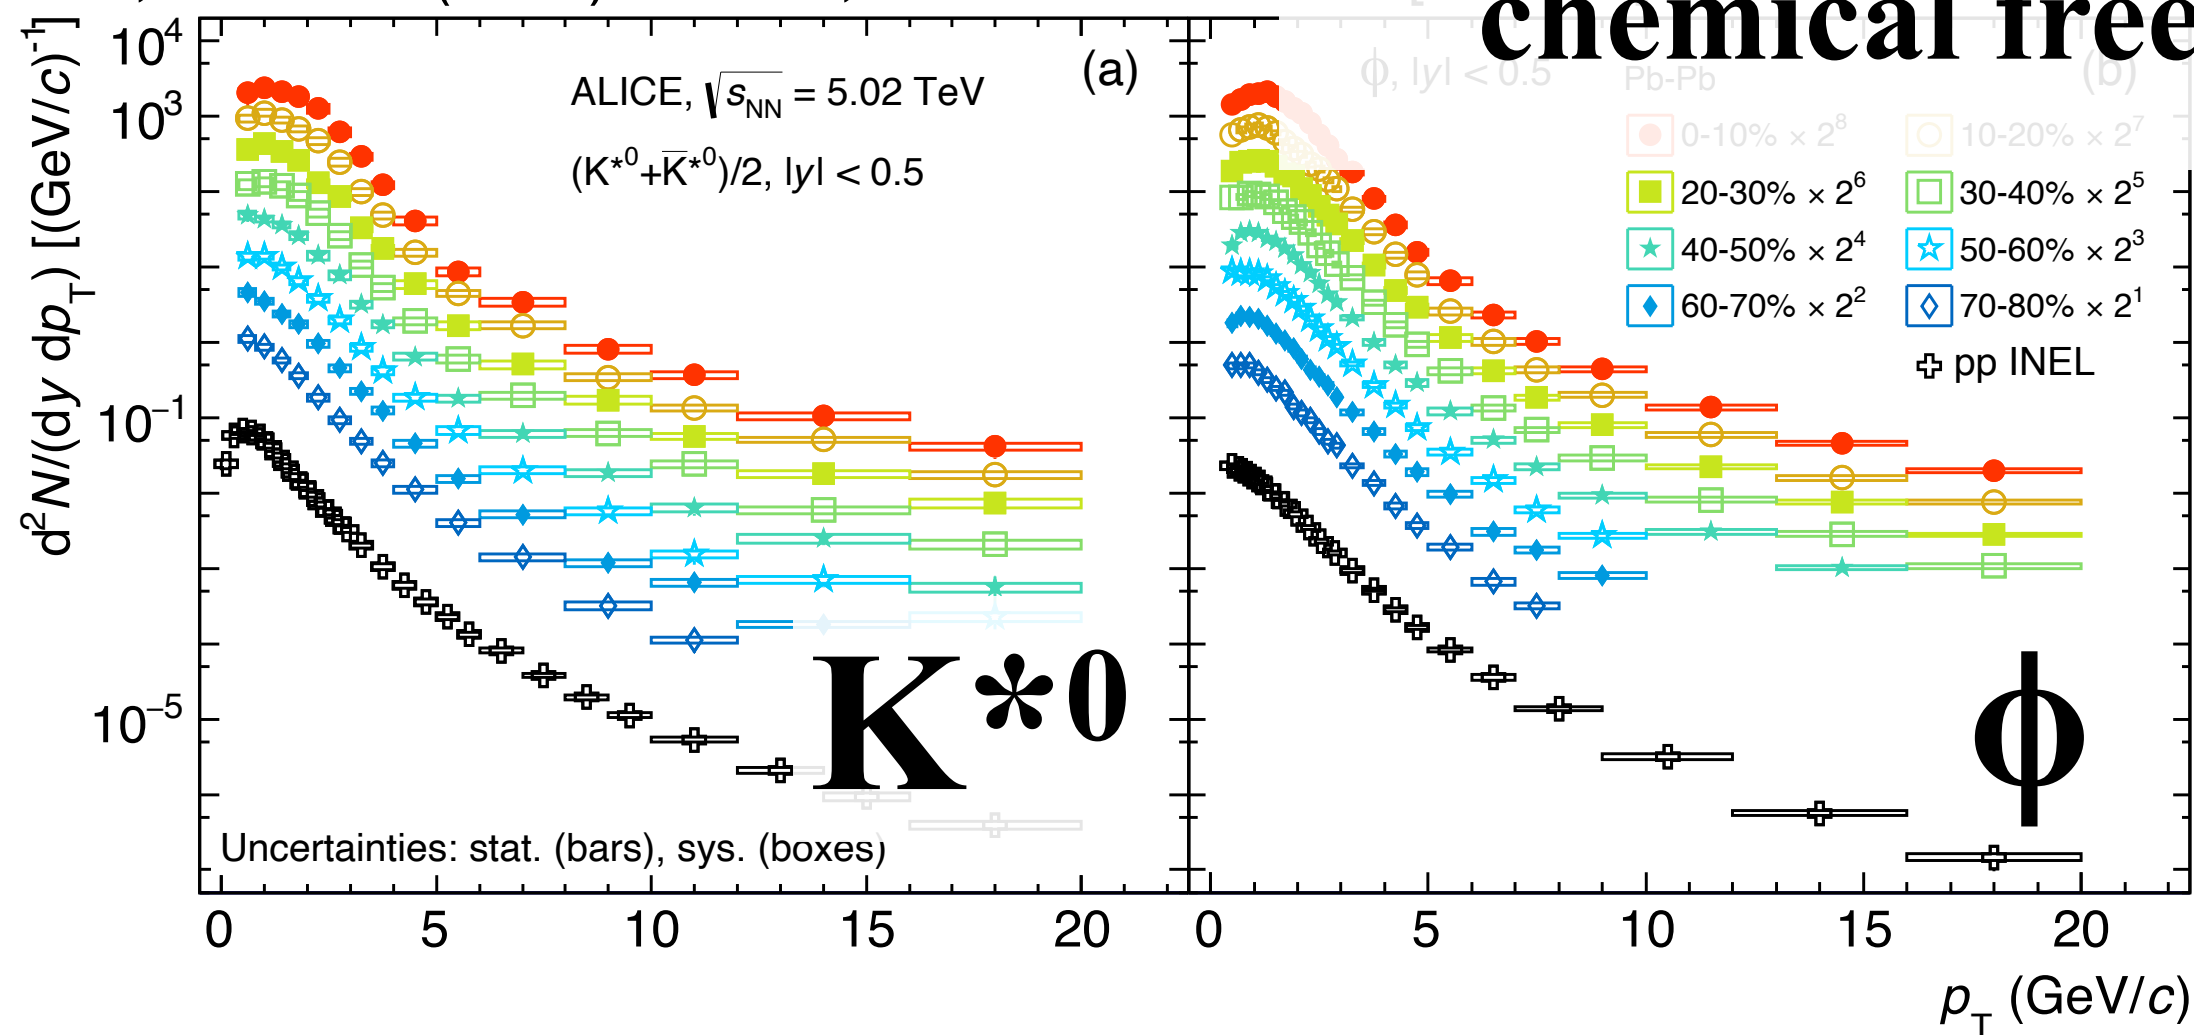 chemical free
d²N/(dy dp_T) [(GeV/c)⁻¹]
10⁴
10³
10⁻¹
10⁻⁵
(a)
ALICE, √s_NN = 5.02 TeV
(K*⁰+K̅*⁰)/2, |y| < 0.5
K*⁰
Uncertainties: stat. (bars), sys. (boxes)
0 5 10 15 20
ϕ, |y| < 0.5 Pb-Pb (b)
0-10% × 2⁸ 10-20% × 2⁷
20-30% × 2⁶ 30-40% × 2⁵
40-50% × 2⁴ 50-60% × 2³
60-70% × 2² 70-80% × 2¹
pp INEL
ϕ
0 5 10 15 20
p_T (GeV/c)